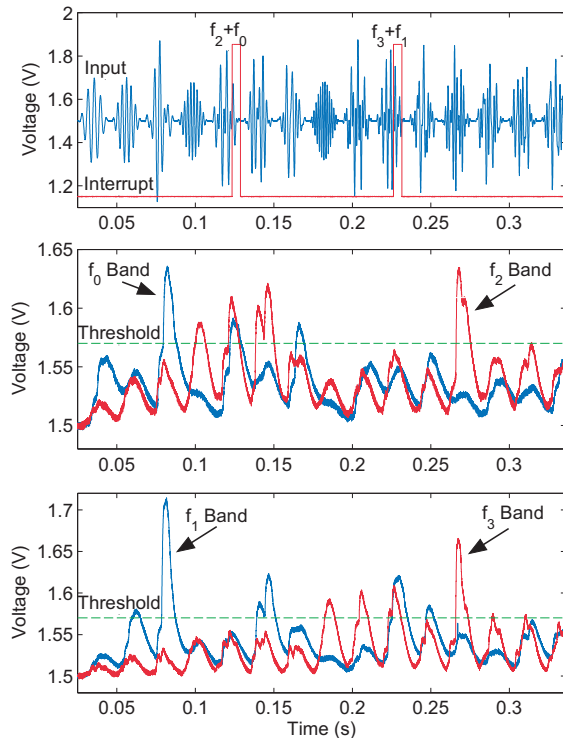 f2+f0 f3+f1
2
1.8
1.6
1.4
1.2
Voltage (V)
Input
Interrupt
0.05 0.1 0.15 0.2 0.25 0.3
1.65
1.6
1.55
1.5
Voltage (V)
f0 Band
f2 Band
Threshold
0.05 0.1 0.15 0.2 0.25 0.3
1.7
1.65
1.6
1.55
1.5
Voltage (V)
f1 Band
f3 Band
Threshold
0.05 0.1 0.15 0.2 0.25 0.3
Time (s)